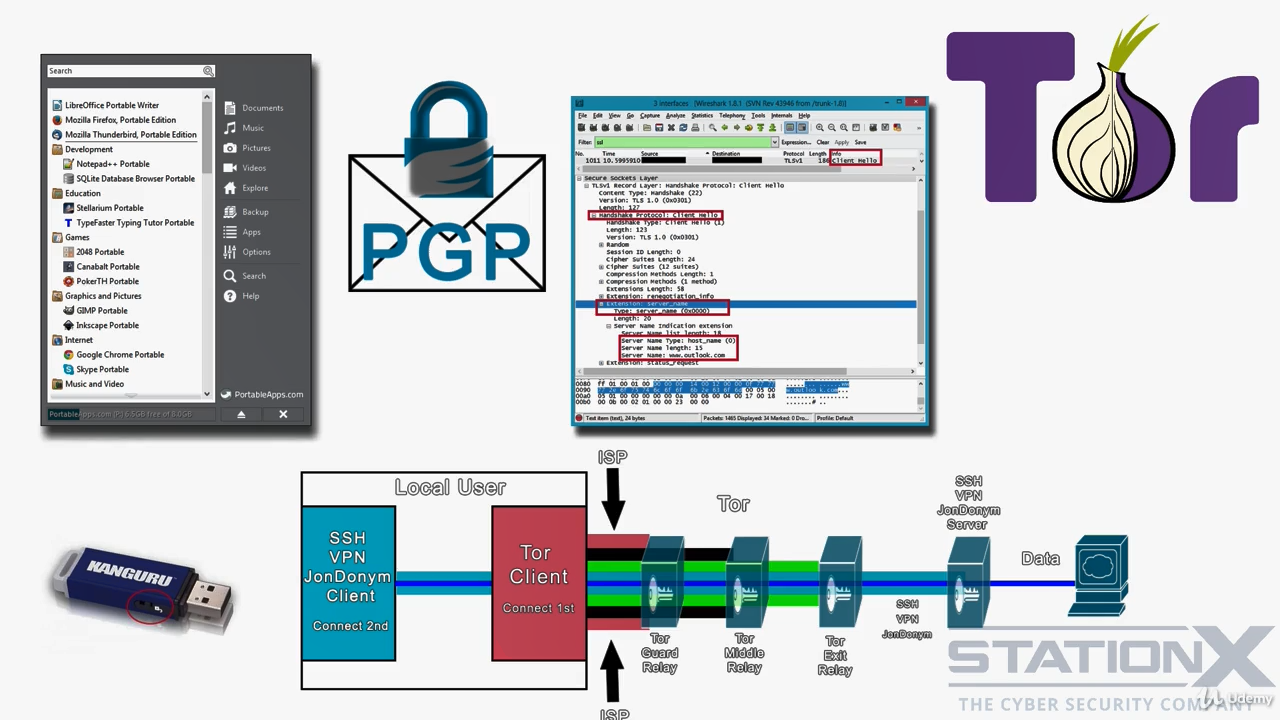 Search
LibreOffice Portable Writer
Mozilla Firefox, Portable Edition
Mozilla Thunderbird, Portable Edition
Development
Notepad++ Portable
SQLite Database Browser Portable
Education
Stellarium Portable
TypeFaster Typing Tutor Portable
Games
2048 Portable
Canabalt Portable
PokerTH Portable
Graphics and Pictures
GIMP Portable
Inkscape Portable
Internet
Google Chrome Portable
Skype Portable
Music and Video
Documents
Music
Pictures
Videos
Explore
Backup
Apps
Options
Search
Help
PortableApps.com
PortableApps.com (P:) 6.5GB free of 8.0GB
PGP
3 interfaces [Wireshark 1.8.1 (SVN Rev 43946 from /trunk-1.8)]
File Edit View Go Capture Analyze Statistics Telephony Tools Internals Help
Filter: ssl Expression... Clear Apply Save
No. Time Source Destination Protocol Length Info
1011 10.5995910 TLSv1 186 Client Hello
Secure Sockets Layer
TLSv1 Record Layer: Handshake Protocol: Client Hello
Content Type: Handshake (22)
Version: TLS 1.0 (0x0301)
Length: 127
Handshake Protocol: Client Hello
Handshake Type: Client Hello (1)
Length: 123
Version: TLS 1.0 (0x0301)
Random
Session ID Length: 0
Cipher Suites Length: 24
Cipher Suites (12 suites)
Compression Methods Length: 1
Compression Methods (1 method)
Extensions Length: 58
Extension: renegotiation_info
Extension: server_name
Type: server_name (0x0000)
Length: 20
Server Name Indication extension
Server Name list length: 18
Server Name Type: host_name (0)
Server Name length: 15
Server Name: www.outlook.com
Extension: status_request
Test item (test), 24 bytes
Packets: 1465 Displayed: 34 Marked: 0 Dro...
Profile: Default
Tor
KANGURU
Local User
SSH
VPN
JonDonym
Client
Connect 2nd
Tor
Client
Connect 1st
ISP
ISP
Tor
Tor
Guard
Relay
Tor
Middle
Relay
Tor
Exit
Relay
SSH
VPN
JonDonym
SSH
VPN
JonDonym
Server
Data
STATIONX
THE CYBER SECURITY COMPANY
Udemy